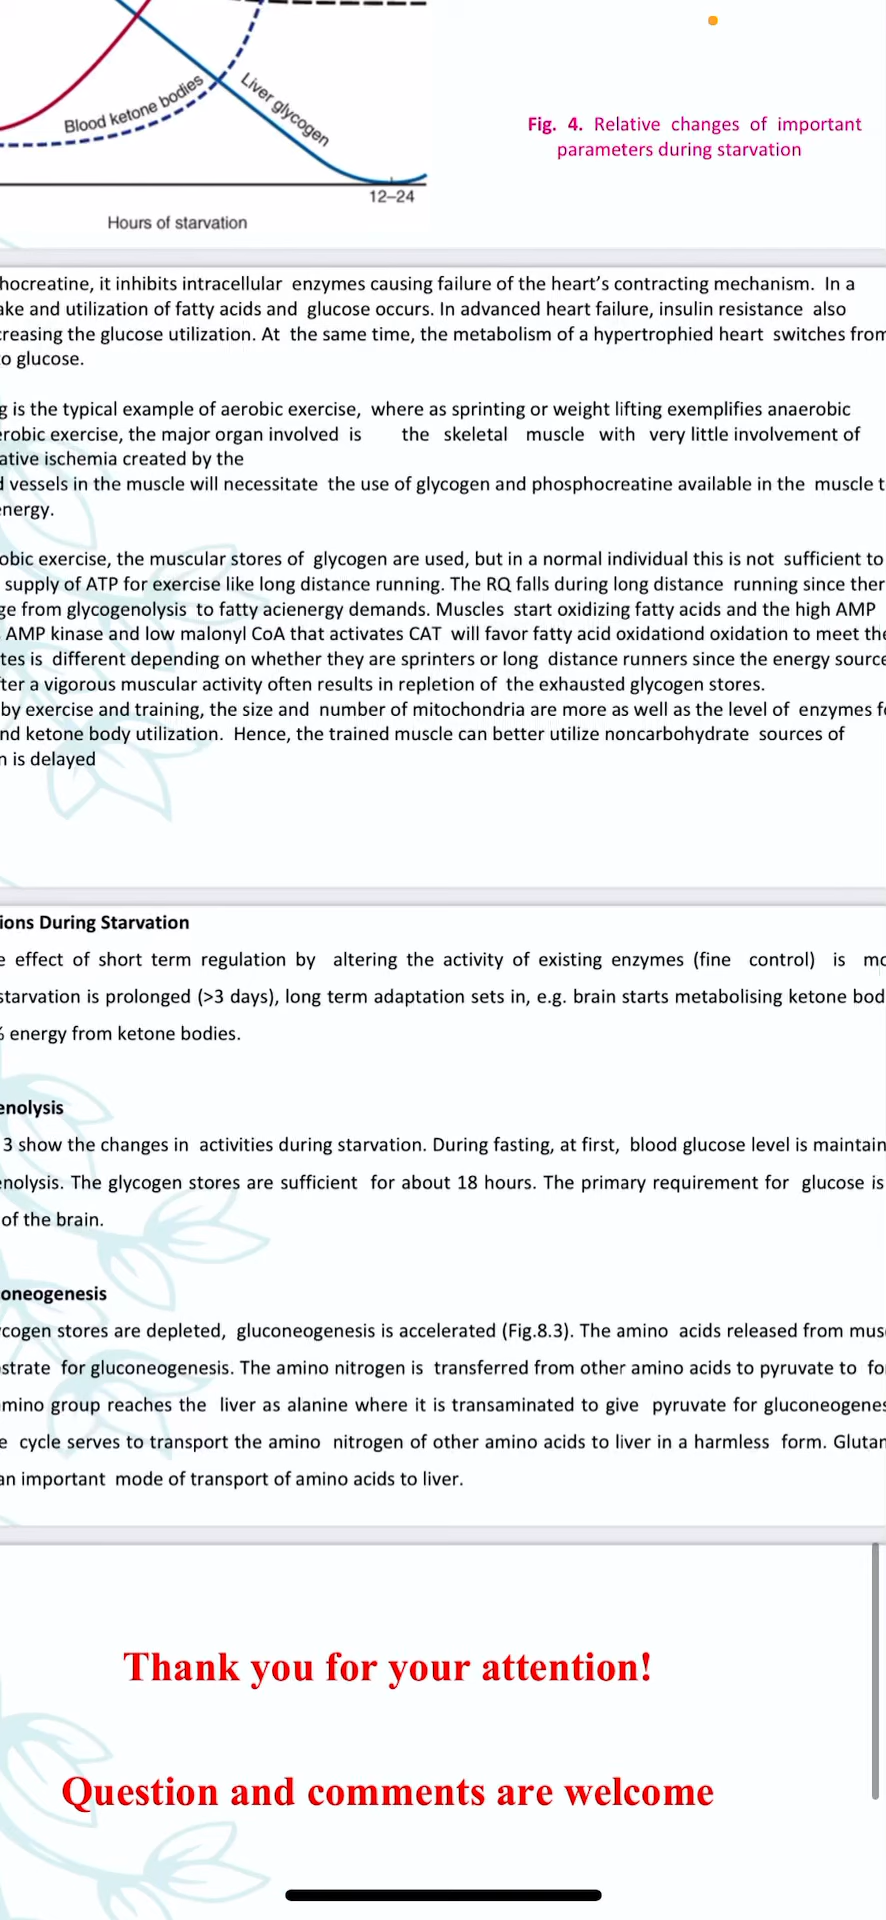 Blood ketone bodies
Liver glycogen
12–24
Hours of starvation
Fig. 4. Relative changes of important
parameters during starvation
hocreatine, it inhibits intracellular enzymes causing failure of the heart's contracting mechanism. In a
ake and utilization of fatty acids and glucose occurs. In advanced heart failure, insulin resistance also
creasing the glucose utilization. At the same time, the metabolism of a hypertrophied heart switches from
o glucose.
g is the typical example of aerobic exercise, where as sprinting or weight lifting exemplifies anaerobic
erobic exercise, the major organ involved is the skeletal muscle with very little involvement of
ative ischemia created by the
d vessels in the muscle will necessitate the use of glycogen and phosphocreatine available in the muscle t
energy.
obic exercise, the muscular stores of glycogen are used, but in a normal individual this is not sufficient to
supply of ATP for exercise like long distance running. The RQ falls during long distance running since ther
ge from glycogenolysis to fatty acienergy demands. Muscles start oxidizing fatty acids and the high AMP
AMP kinase and low malonyl CoA that activates CAT will favor fatty acid oxidationd oxidation to meet the
tes is different depending on whether they are sprinters or long distance runners since the energy source
ter a vigorous muscular activity often results in repletion of the exhausted glycogen stores.
by exercise and training, the size and number of mitochondria are more as well as the level of enzymes fo
nd ketone body utilization. Hence, the trained muscle can better utilize noncarbohydrate sources of
n is delayed
ions During Starvation
e effect of short term regulation by altering the activity of existing enzymes (fine control) is mo
starvation is prolonged (>3 days), long term adaptation sets in, e.g. brain starts metabolising ketone bod
% energy from ketone bodies.
enolysis
3 show the changes in activities during starvation. During fasting, at first, blood glucose level is maintain
enolysis. The glycogen stores are sufficient for about 18 hours. The primary requirement for glucose is
of the brain.
oneogenesis
ycogen stores are depleted, gluconeogenesis is accelerated (Fig.8.3). The amino acids released from mus
strate for gluconeogenesis. The amino nitrogen is transferred from other amino acids to pyruvate to fo
mino group reaches the liver as alanine where it is transaminated to give pyruvate for gluconeogenes
e cycle serves to transport the amino nitrogen of other amino acids to liver in a harmless form. Glutam
an important mode of transport of amino acids to liver.
Thank you for your attention!
Question and comments are welcome